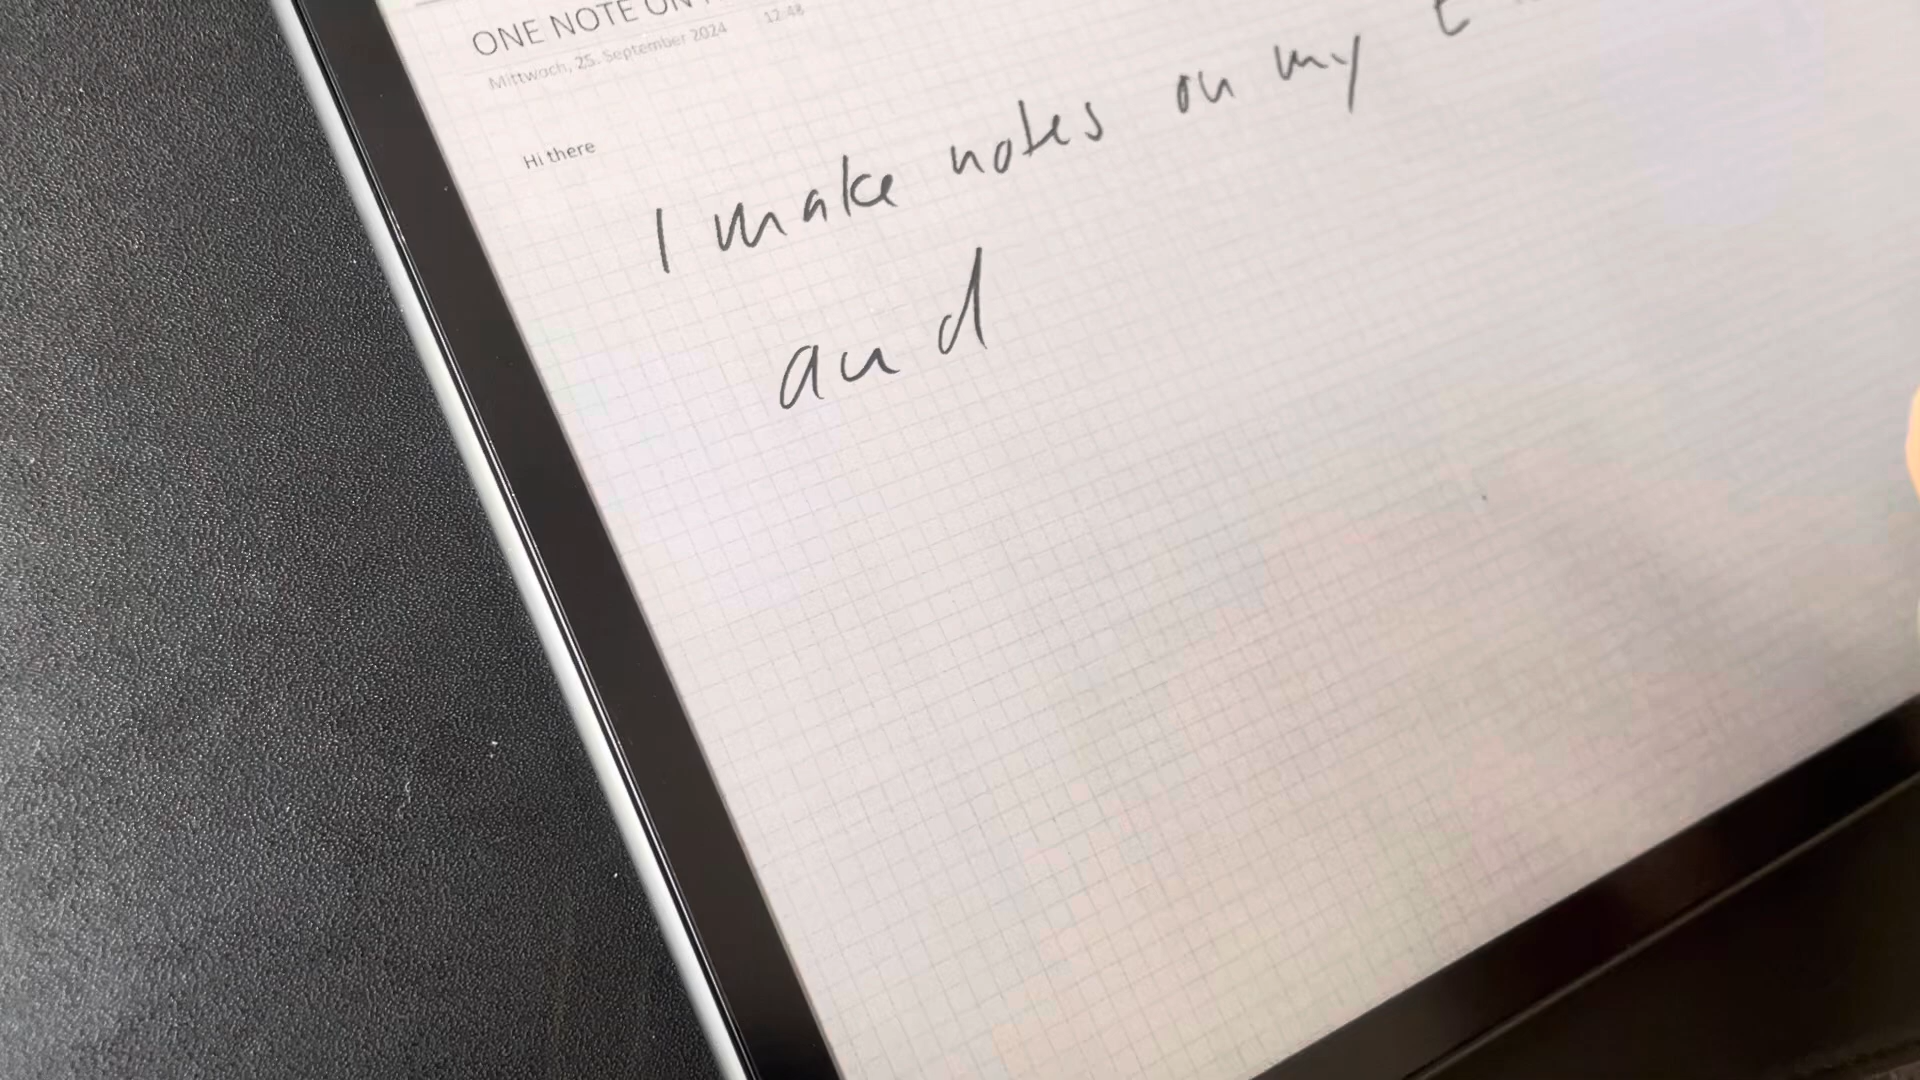 ONE NOTE ON
Mittwoch, 25. September 2024 12:48
Hi there
I make notes on my
and